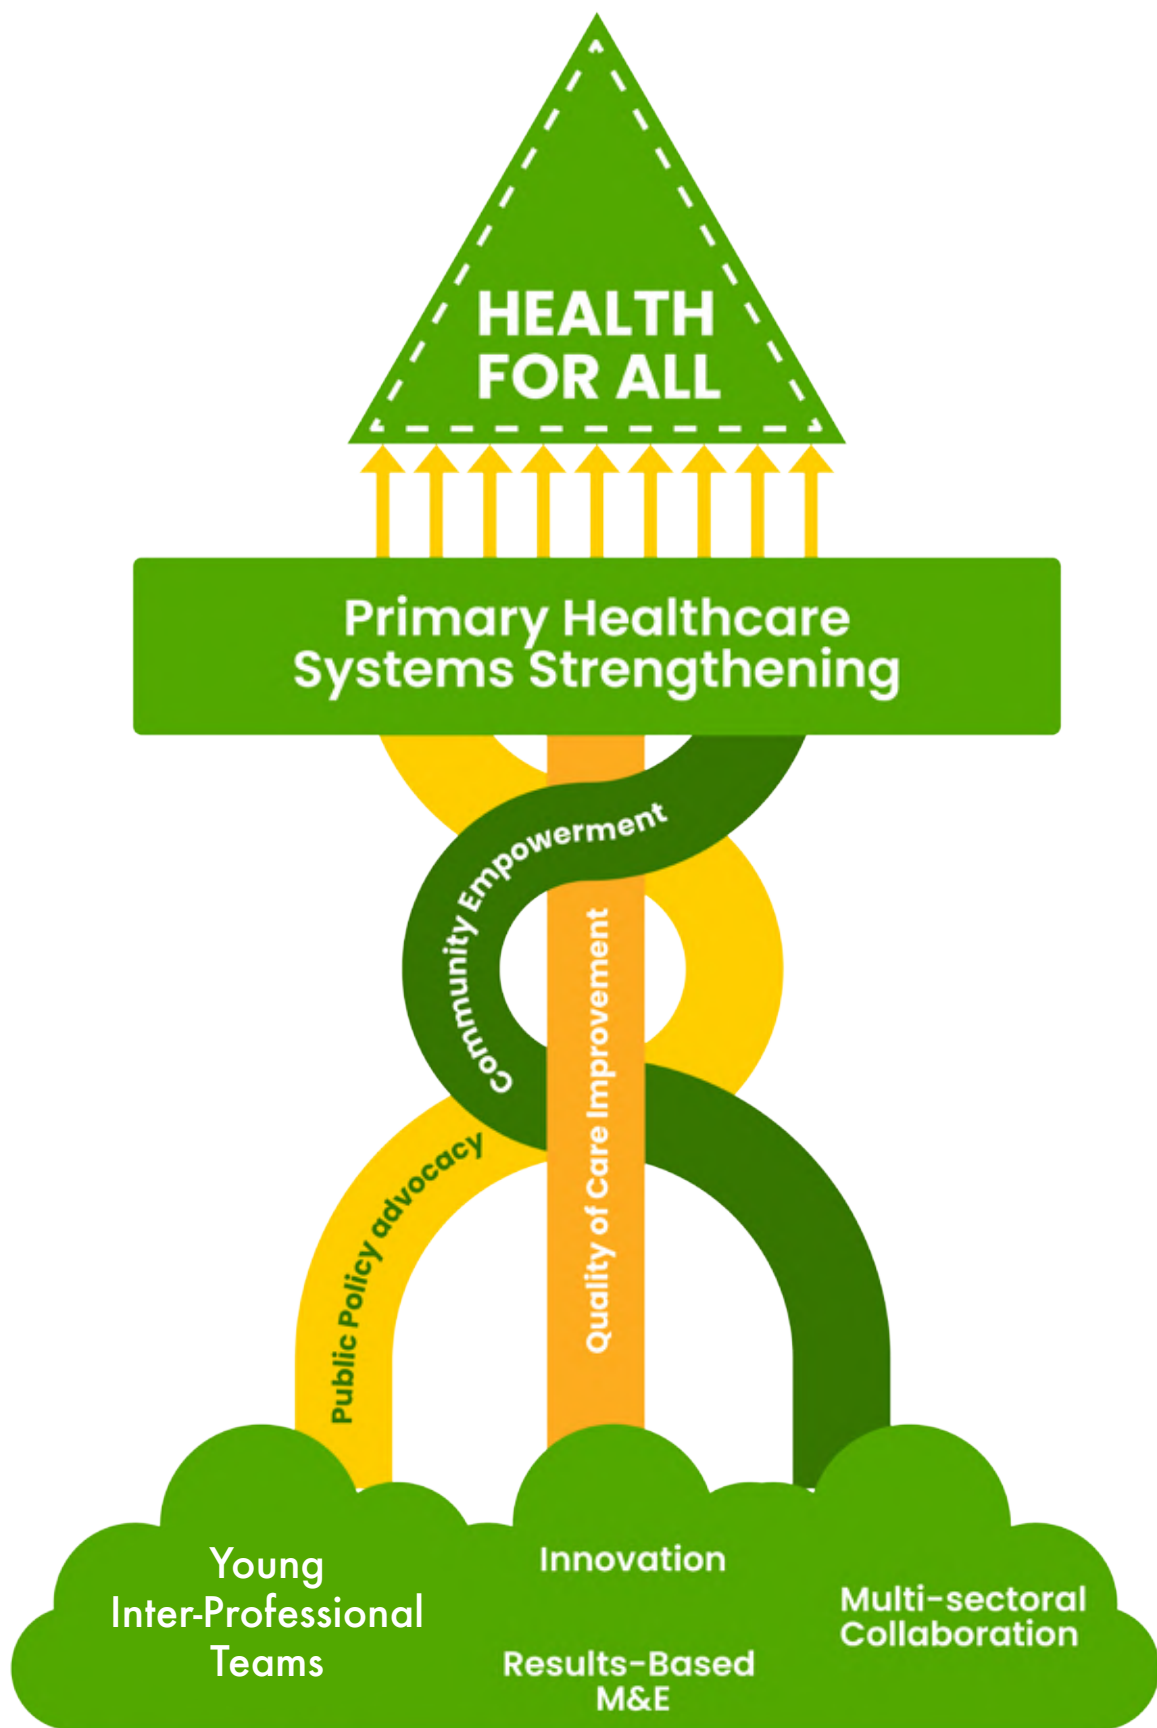 HEALTH
FOR ALL
Primary Healthcare
Systems Strengthening
Community Empowerment
Quality of Care Improvement
Public Policy advocacy
Young
Inter-Professional
Teams
Innovation
Results-Based
M&E
Multi-sectoral
Collaboration